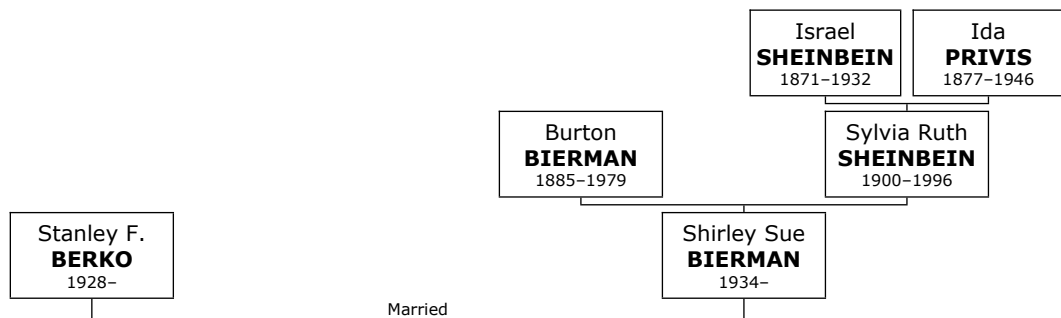 Israel
SHEINBEIN
1871–1932
Ida
PRIVIS
1877–1946
Burton
BIERMAN
1885–1979
Sylvia Ruth
SHEINBEIN
1900–1996
Stanley F.
BERKO
1928–
Shirley Sue
BIERMAN
1934–
Married